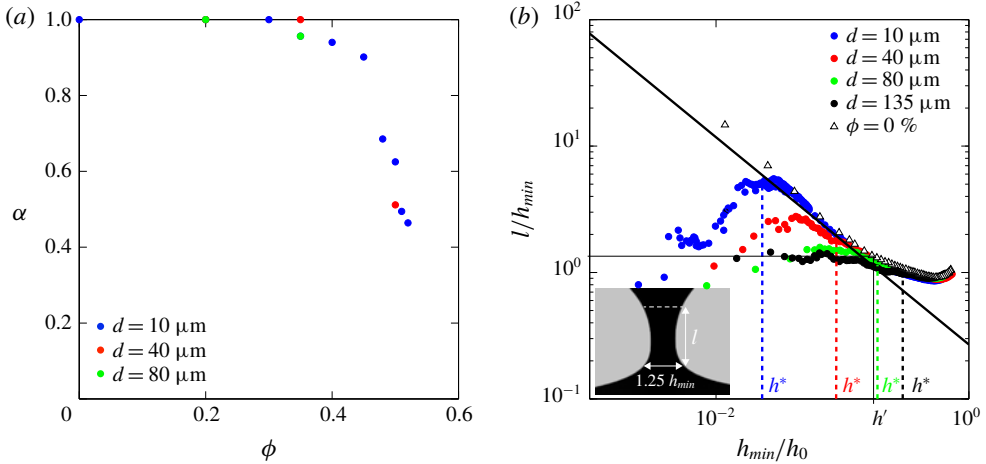 (a)
1.0
0.8
0.6
α
0.4
0.2
0
0.2
0.4
0.6
ϕ
d = 10 μm
d = 40 μm
d = 80 μm
(b)
10²
10¹
l/h_min
10⁰
10⁻¹
10⁻²
h′
10⁰
h_min/h₀
d = 10 μm
d = 40 μm
d = 80 μm
d = 135 μm
ϕ = 0 %
l
1.25 h_min
h*
h*
h*
h*